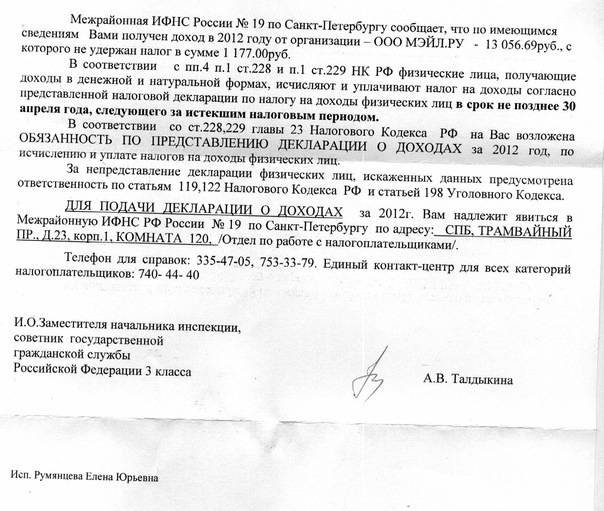 Межрайонная ИФНС России № 19 по Санкт-Петербургу сообщает, что по имеющимся
сведениям Вами получен доход в 2012 году от организации – ООО МЭЙЛ.РУ - 13 056.69руб., с
которого не удержан налог в сумме 1 177.00руб.
В соответствии с пп.4 п.1 ст.228 и п.1 ст.229 НК РФ физические лица, получающие
доходы в денежной и натуральной формах, исчисляют и уплачивают налог на доходы согласно
представленной налоговой декларации по налогу на доходы физических лиц в срок не позднее 30
апреля года, следующего за истекшим налоговым периодом.
В соответствии со ст.228,229 главы 23 Налогового Кодекса РФ на Вас возложена
ОБЯЗАННОСТЬ ПО ПРЕДСТАВЛЕНИЮ ДЕКЛАРАЦИИ О ДОХОДАХ за 2012 год, по
исчислению и уплате налогов на доходы физических лиц.
За непредставление декларации физических лиц, искаженных данных предусмотрена
ответственность по статьям 119,122 Налогового Кодекса РФ и статьей 198 Уголовного Кодекса.
ДЛЯ ПОДАЧИ ДЕКЛАРАЦИИ О ДОХОДАХ за 2012г. Вам надлежит явиться в
Межрайонную ИФНС РФ России № 19 по Санкт-Петербургу по адресу: СПБ, ТРАМВАЙНЫЙ
ПР., Д.23, корп.1, КОМНАТА 120, /Отдел по работе с налогоплательщиками/.
Телефон для справок: 335-47-05, 753-33-79. Единый контакт-центр для всех категорий
налогоплательщиков: 740- 44- 40
И.О.Заместителя начальника инспекции,
советник государственной
гражданской службы
Российской Федерации 3 класса
А.В. Талдыкина
Исп. Румянцева Елена Юрьевна